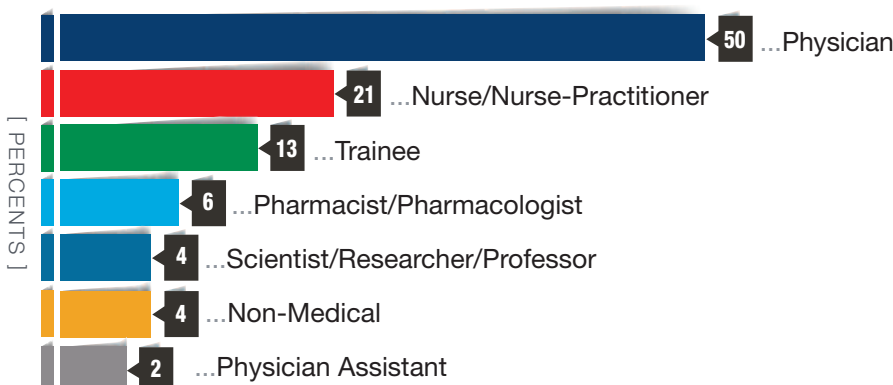 [ PERCENTS ]
50 ...Physician
21 ...Nurse/Nurse-Practitioner
13 ...Trainee
6 ...Pharmacist/Pharmacologist
4 ...Scientist/Researcher/Professor
4 ...Non-Medical
2 ...Physician Assistant